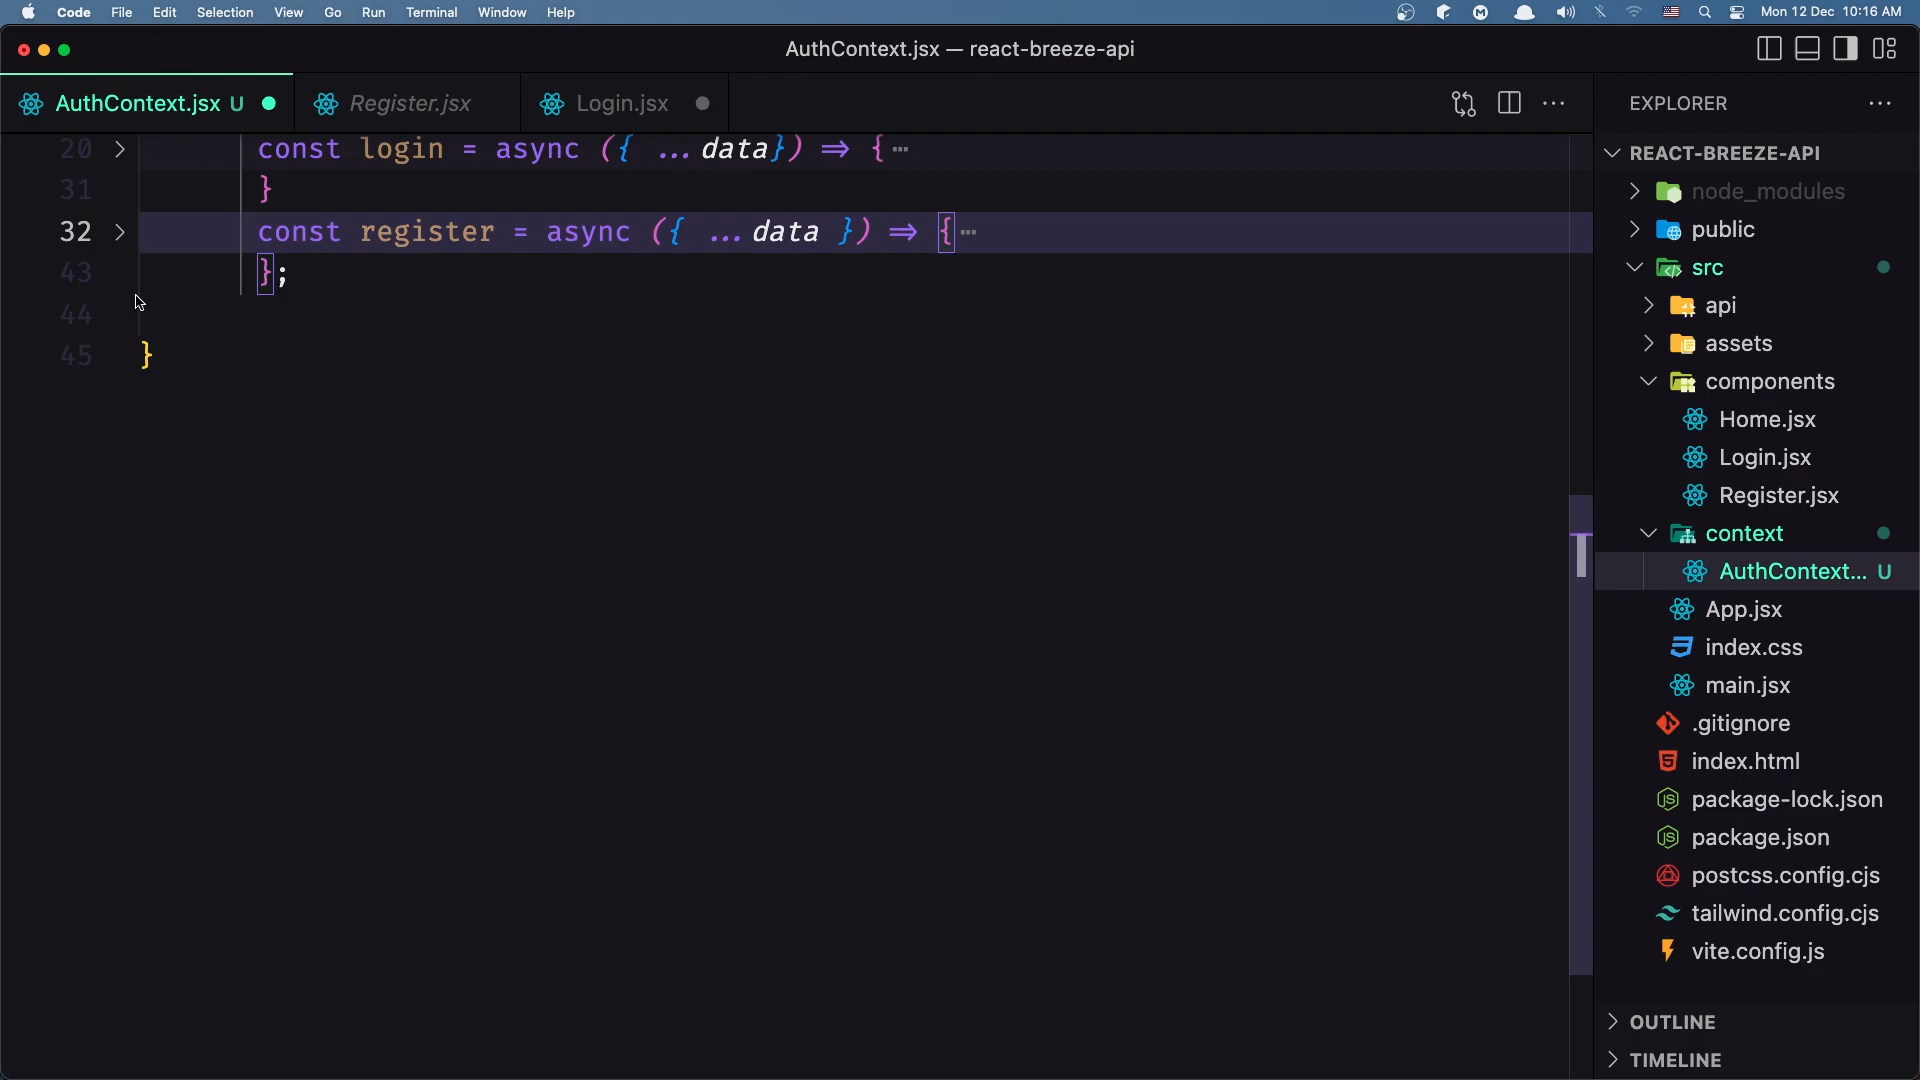 Code File Edit Selection View Go Run Terminal Window Help Mon 12 Dec 10:16 AM
AuthContext.jsx — react-breeze-api
AuthContext.jsx U Register.jsx Login.jsx
20 const login = async ({ ...data}) ⇒ {⋯
31 }
32 const register = async ({ ...data }) ⇒ {⋯
43 };
44
45 }
EXPLORER
REACT-BREEZE-API
node_modules
public
src
api
assets
components
Home.jsx
Login.jsx
Register.jsx
context
AuthContext... U
App.jsx
index.css
main.jsx
.gitignore
index.html
package-lock.json
package.json
postcss.config.cjs
tailwind.config.cjs
vite.config.js
OUTLINE
TIMELINE